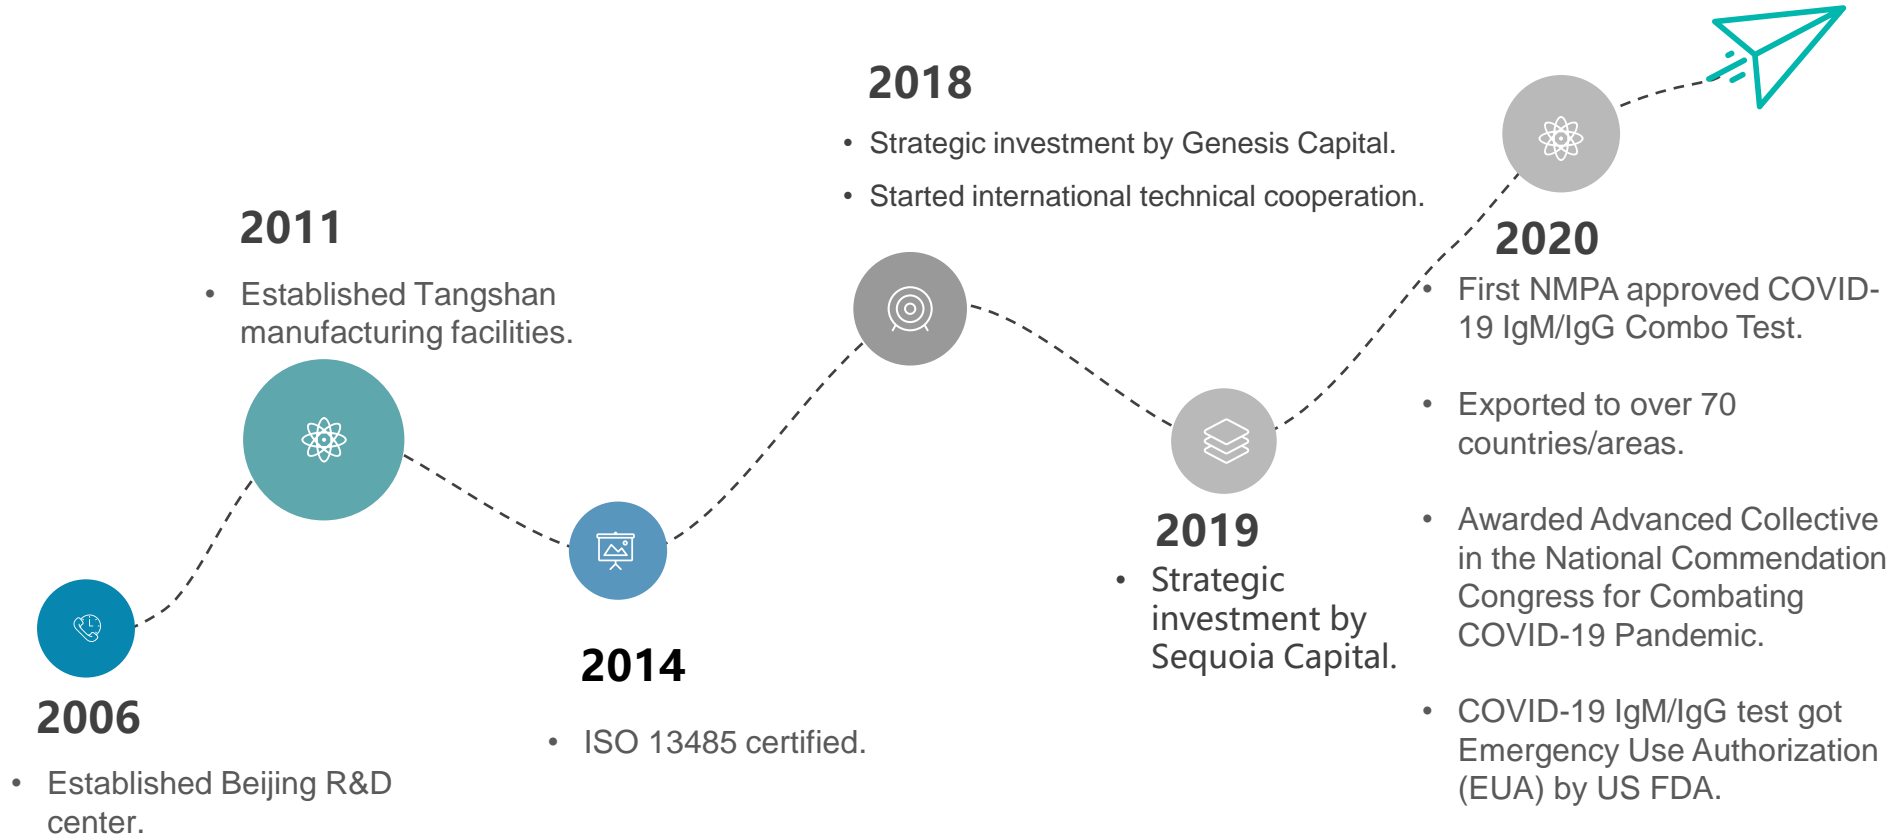 2006
• Established Beijing R&D
center.
2011
• Established Tangshan
manufacturing facilities.
2014
• ISO 13485 certified.
2018
• Strategic investment by Genesis Capital.
• Started international technical cooperation.
2019
• Strategic
investment by
Sequoia Capital.
2020
• First NMPA approved COVID-
19 IgM/IgG Combo Test.
• Exported to over 70
countries/areas.
• Awarded Advanced Collective
in the National Commendation
Congress for Combating
COVID-19 Pandemic.
• COVID-19 IgM/IgG test got
Emergency Use Authorization
(EUA) by US FDA.